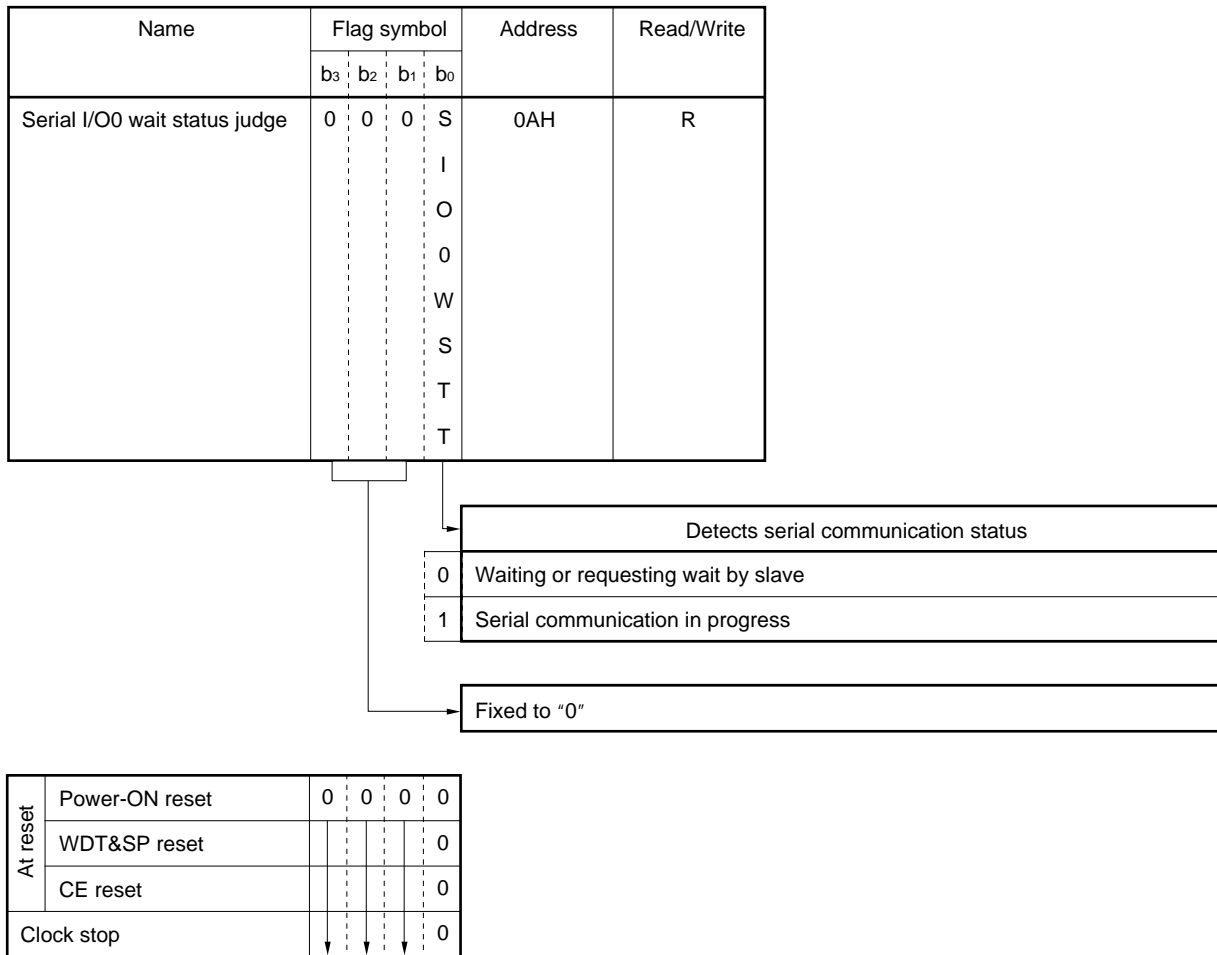 Name Flag symbol Address Read/Write
b3 b2 b1 b0
Serial I/O0 wait status judge 0 0 0 S 0AH R
I
O
0
W
S
T
T
Detects serial communication status
0 Waiting or requesting wait by slave
1 Serial communication in progress
Fixed to “0”
At reset
Power-ON reset 0 0 0 0
WDT&SP reset 0
CE reset 0
Clock stop 0